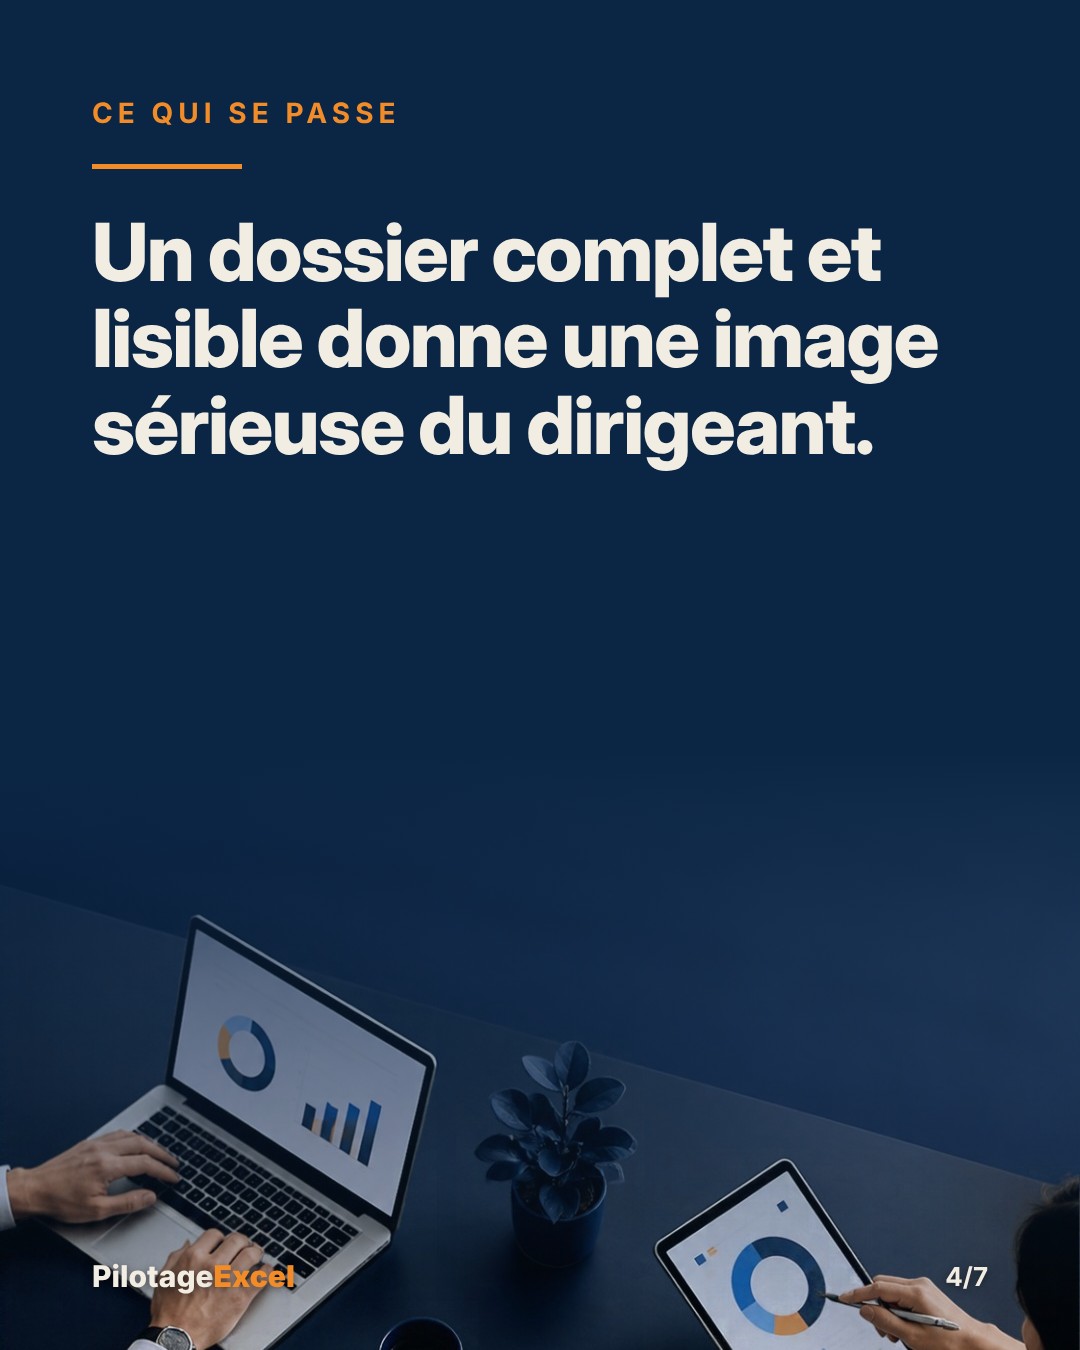 CE QUI SE PASSE
Un dossier complet et
lisible donne une image
sérieuse du dirigeant.
PilotageExcel
4/7